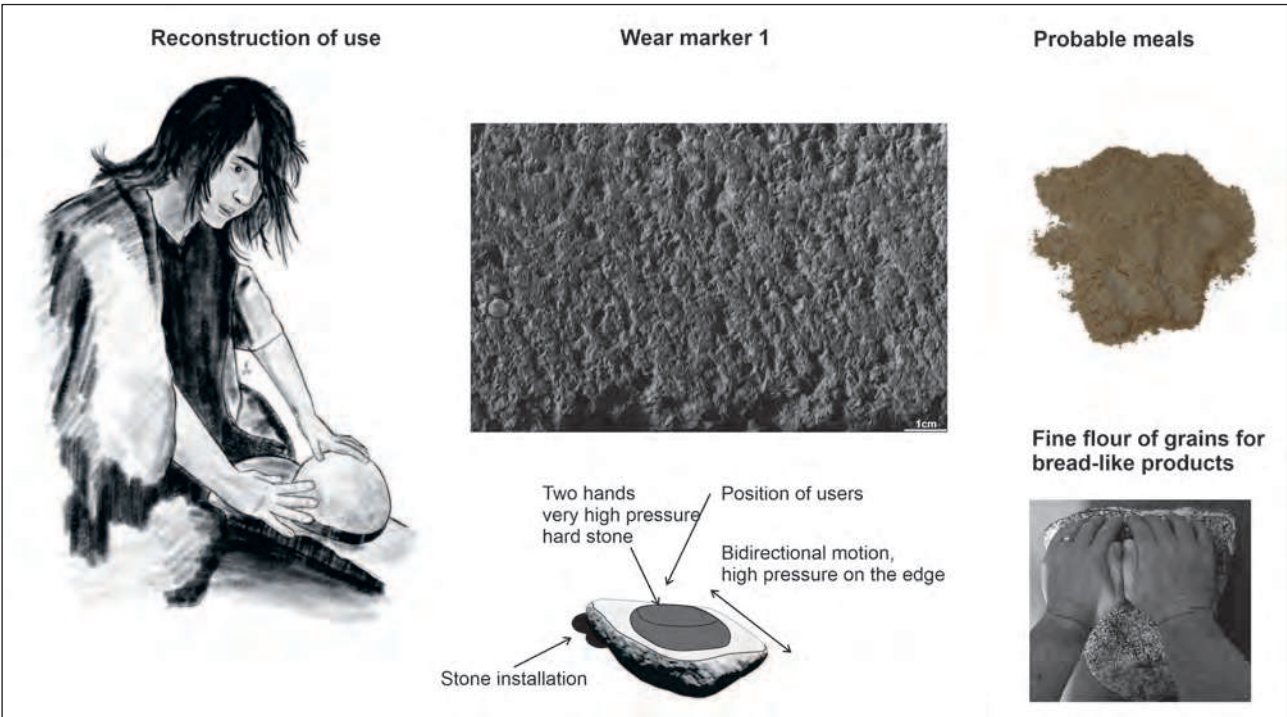 Reconstruction of use
Wear marker 1
Probable meals
1cm
Two hands
very high pressure
hard stone
Position of users
Bidirectional motion,
high pressure on the edge
Stone installation
Fine flour of grains for
bread-like products